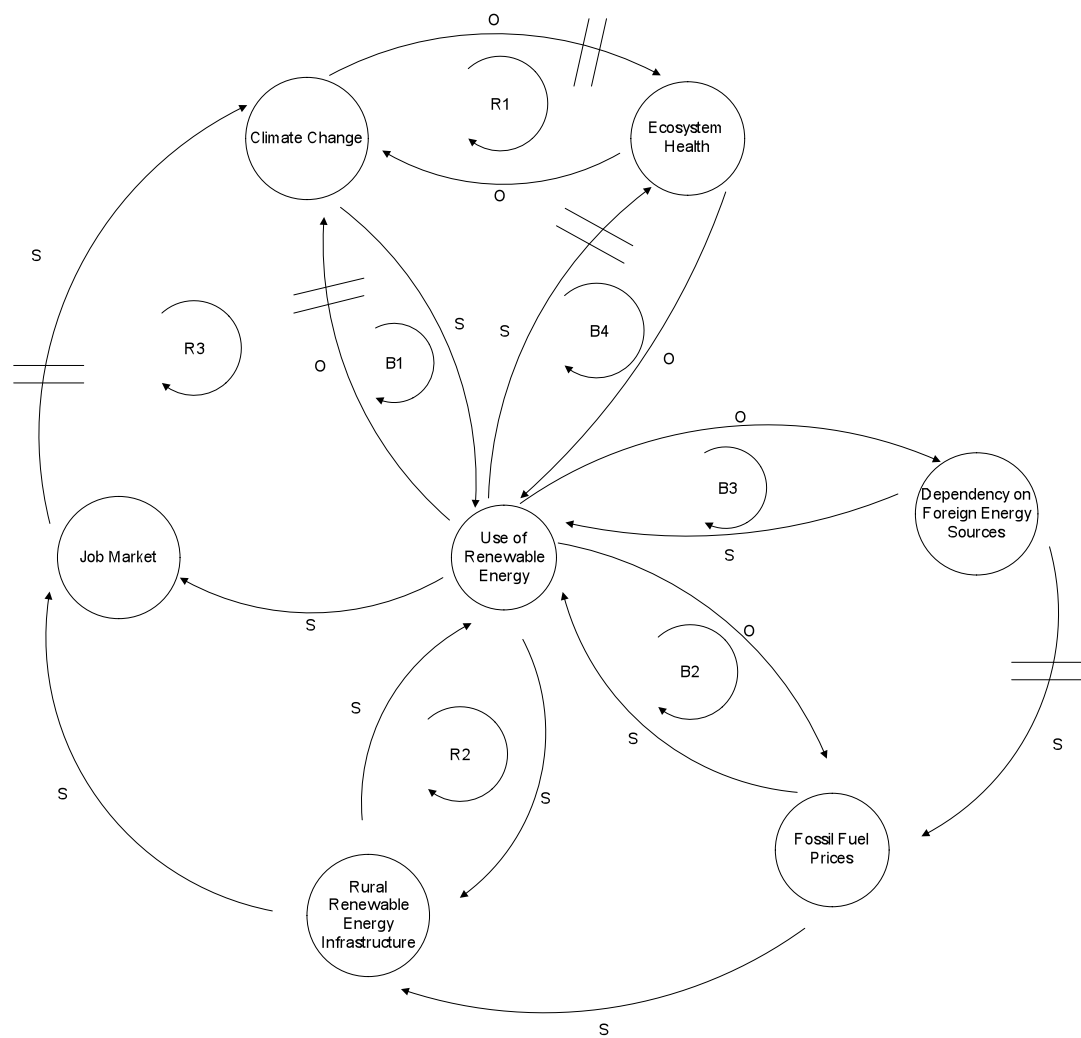 O
R1
Climate Change
Ecosystem
Health
O
S
R3
S
S
B4
B1
O
O
O
B3
Dependency on
Foreign Energy
Sources
Use of
Renewable
Energy
Job Market
S
S
O
B2
S
S
R2
S
S
S
Fossil Fuel
Prices
Rural
Renewable
Energy
Infrastructure
S